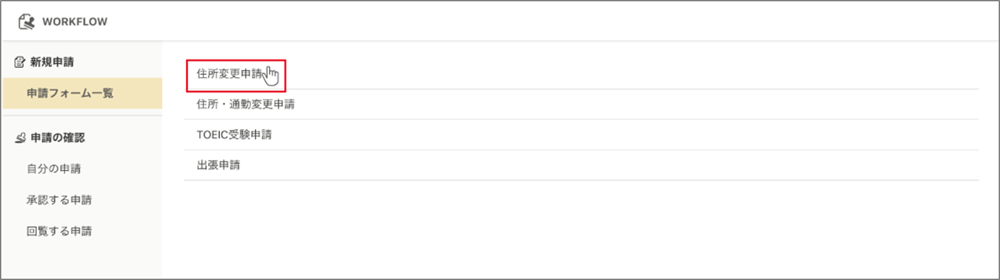 WORKFLOW
新規申請
申請フォーム一覧
申請の確認
自分の申請
承認する申請
回覧する申請
住所変更申請
住所・通勤変更申請
TOEIC受験申請
出張申請